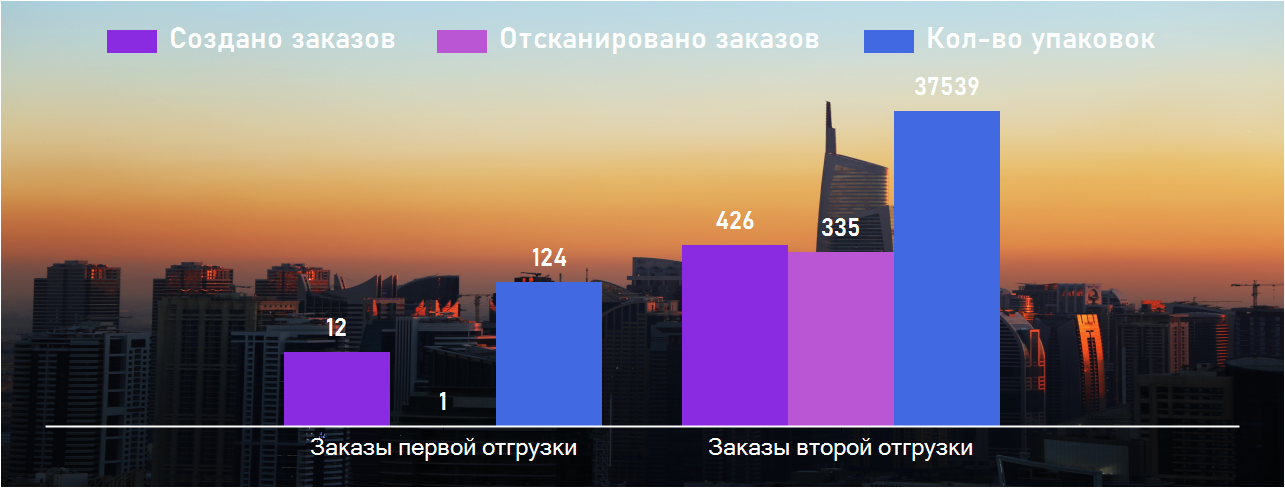 Создано заказов
Отсканировано заказов
Кол-во упаковок
37539
426
335
124
12
1
Заказы первой отгрузки
Заказы второй отгрузки